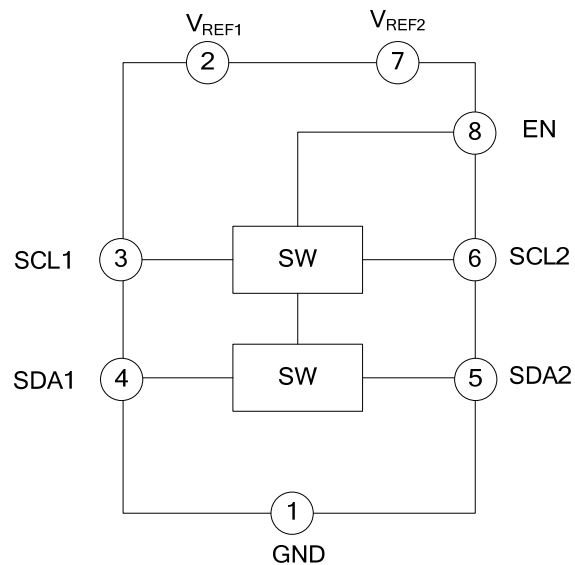 VREF1 VREF2
2 7
8 EN
SCL1 3 SW 6 SCL2
SDA1 4 SW 5 SDA2
1
GND